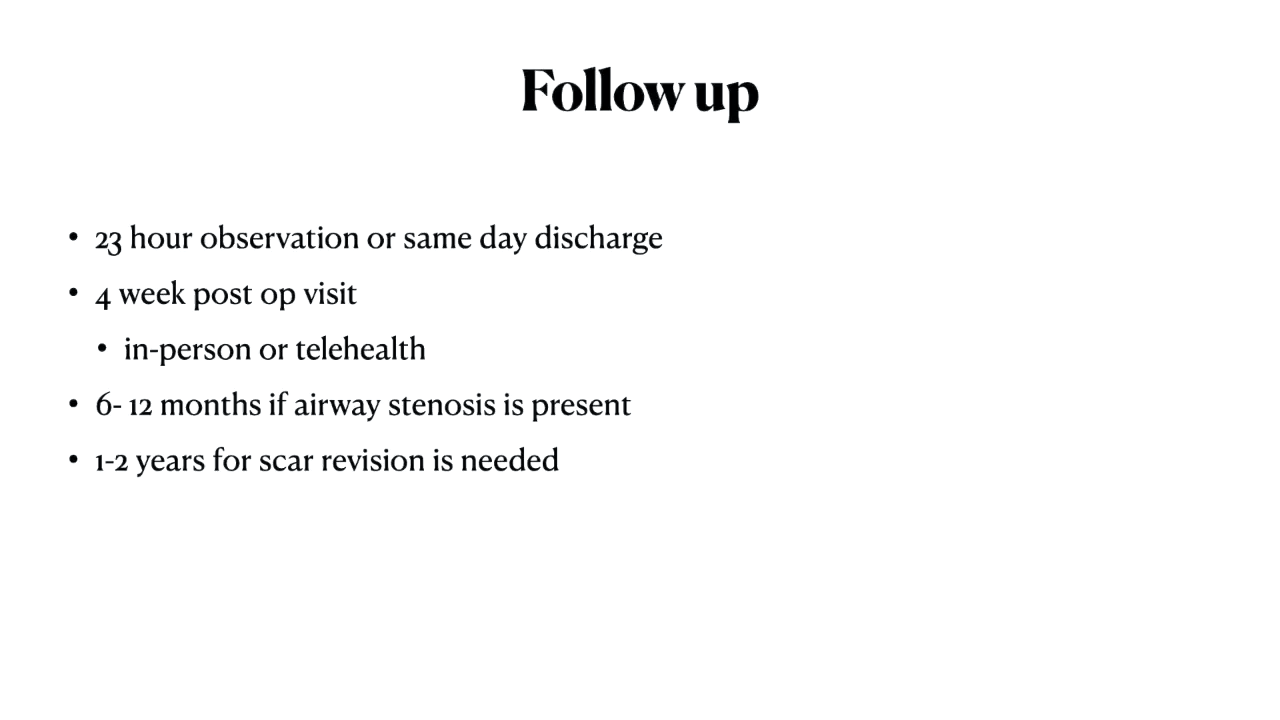 Follow up
• 23 hour observation or same day discharge
• 4 week post op visit
• in-person or telehealth
• 6- 12 months if airway stenosis is present
• 1-2 years for scar revision is needed